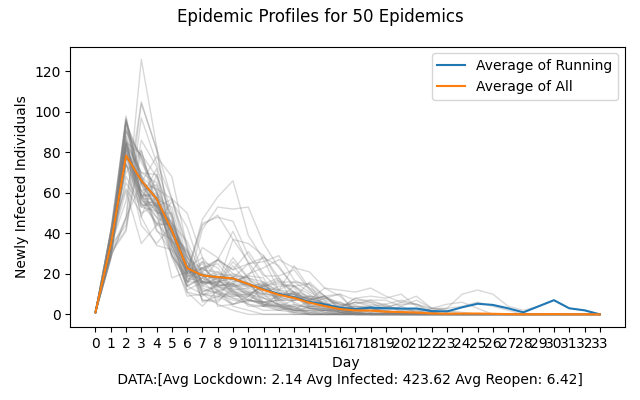 Epidemic Profiles for 50 Epidemics
Average of Running
Average of All
Newly Infected Individuals
120
100
80
60
40
20
0
0 1 2 3 4 5 6 7 8 9 10 11 12 13 14 15 16 17 18 19 20 21 22 23 24 25 26 27 28 29 30 31 32 33
Day
DATA:[Avg Lockdown: 2.14 Avg Infected: 423.62 Avg Reopen: 6.42]